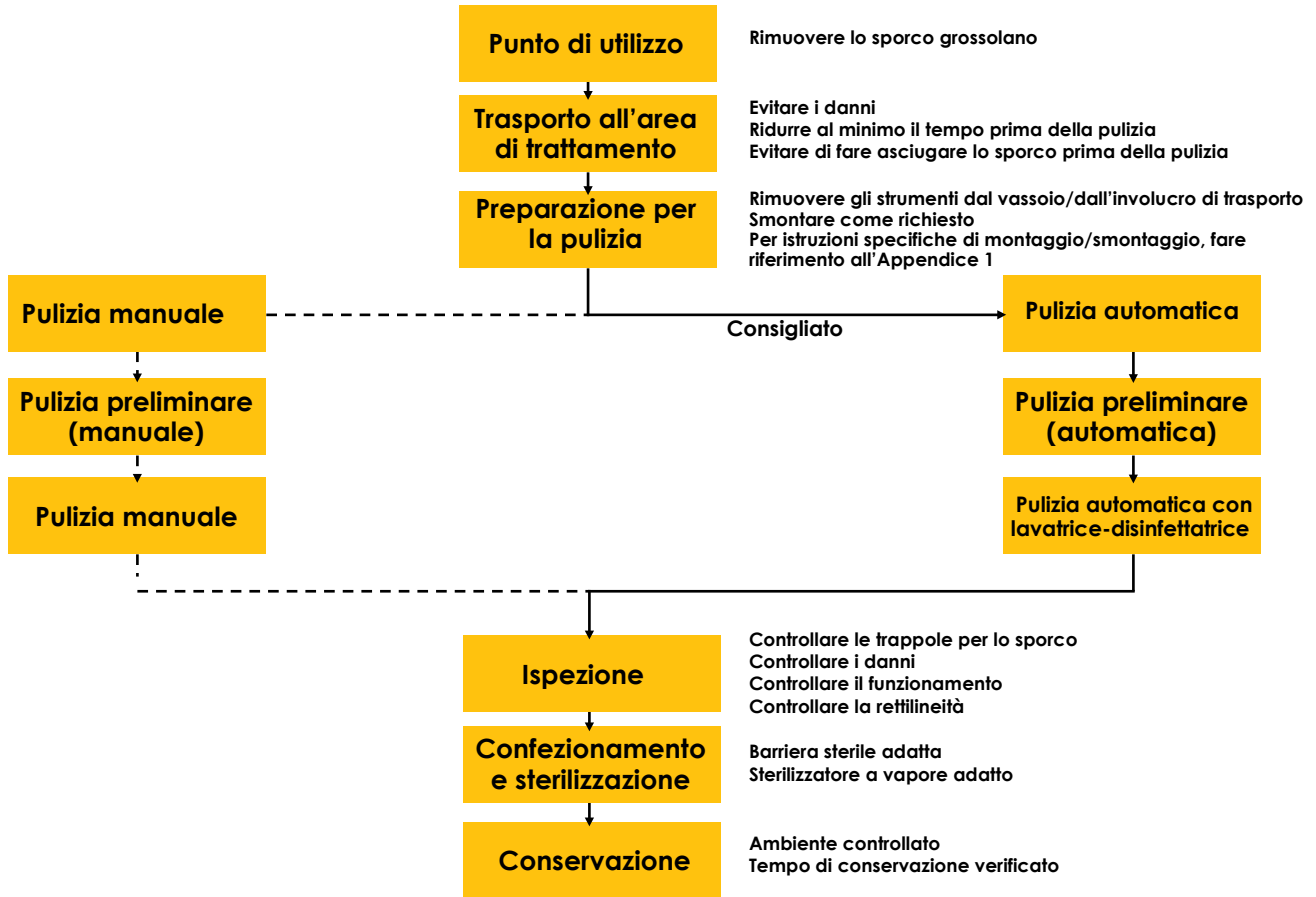 Punto di utilizzo
Rimuovere lo sporco grossolano
Trasporto all’area
di trattamento
Evitare i danni
Ridurre al minimo il tempo prima della pulizia
Evitare di fare asciugare lo sporco prima della pulizia
Preparazione per
la pulizia
Rimuovere gli strumenti dal vassoio/dall’involucro di trasporto
Smontare come richiesto
Per istruzioni specifiche di montaggio/smontaggio, fare
riferimento all’Appendice 1
Pulizia manuale
Consigliato
Pulizia automatica
Pulizia preliminare
(manuale)
Pulizia preliminare
(automatica)
Pulizia manuale
Pulizia automatica con
lavatrice-disinfettatrice
Ispezione
Controllare le trappole per lo sporco
Controllare i danni
Controllare il funzionamento
Controllare la rettilineità
Confezionamento
e sterilizzazione
Barriera sterile adatta
Sterilizzatore a vapore adatto
Conservazione
Ambiente controllato
Tempo di conservazione verificato